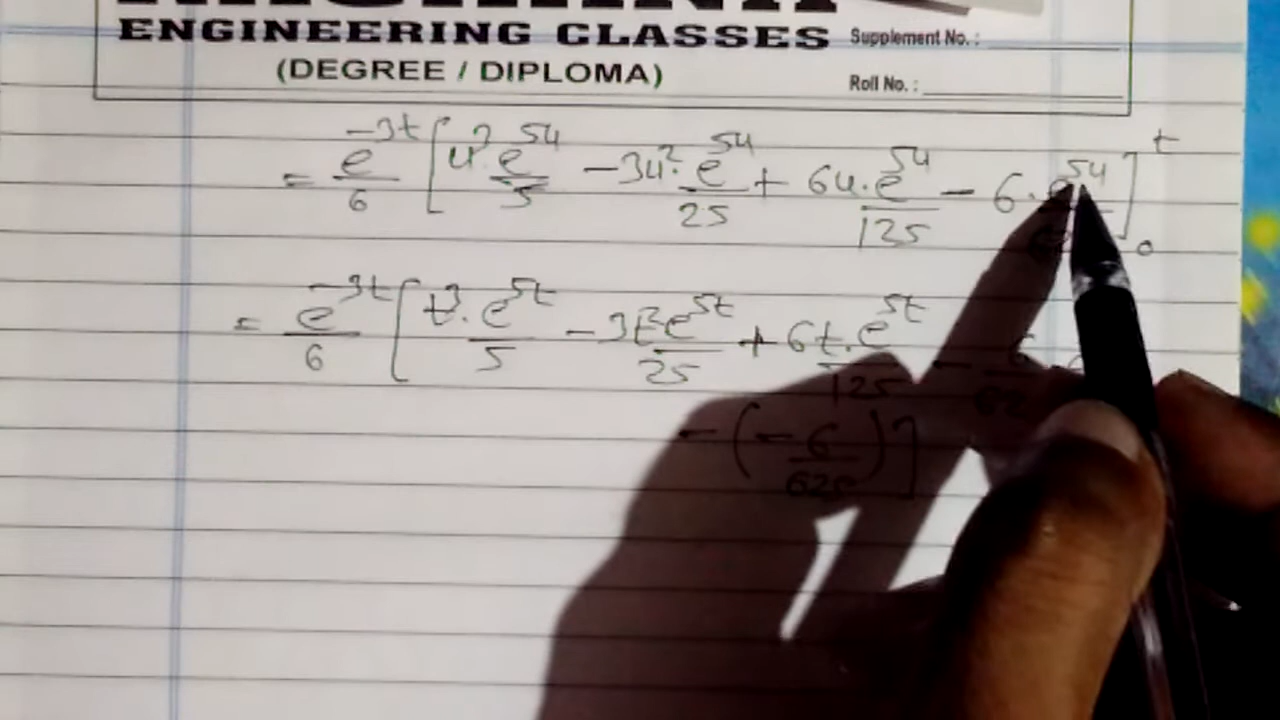 ENGINEERING CLASSES
Supplement No. :
(DEGREE / DIPLOMA)
Roll No. :
= e^-3t / 6 [ u³. e^5u / 5 - 3u². e^5u / 25 + 6u. e^5u / 125 - 6. e^5u ]₀^t
= e^-3t / 6 [ t³. e^5t / 5 - 3t² e^5t / 25 + 6t. e^5t / 125 - 6
- (- 6 / 625 ) ]